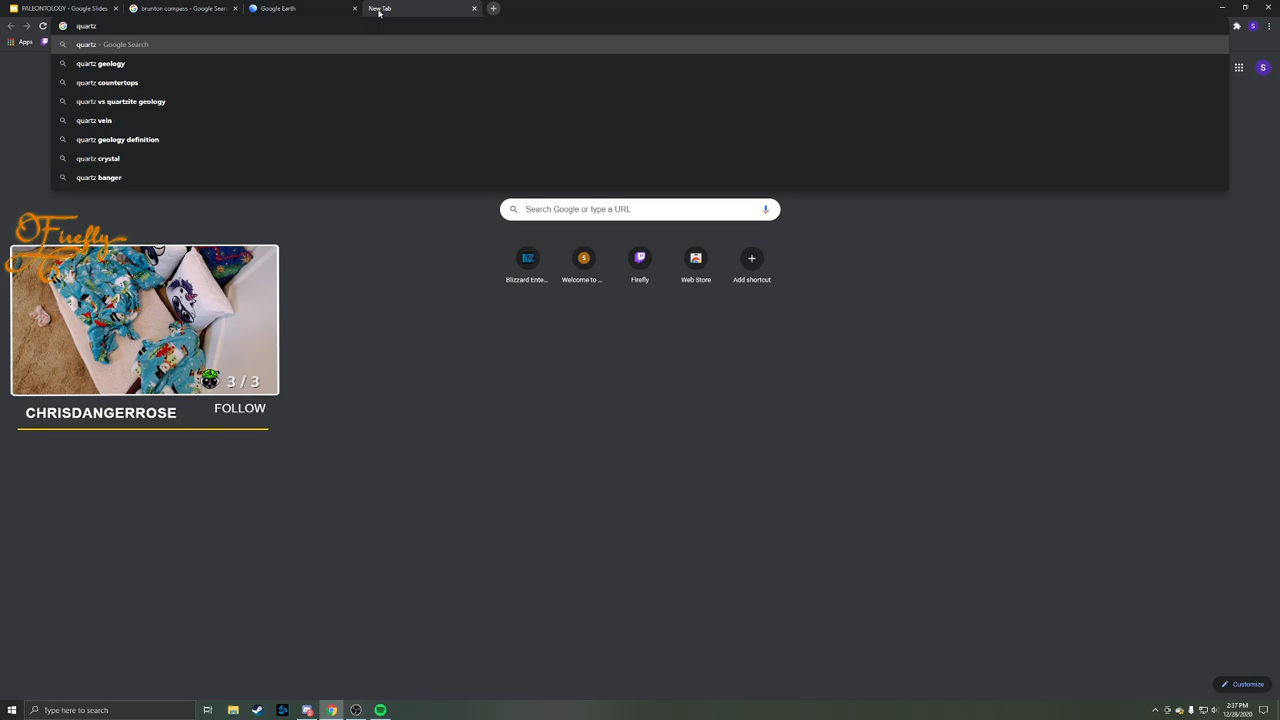 PALEONTOLOGY - Google Slides
brunton compass - Google Sear
Google Earth
New Tab
quartz
Apps
quartz - Google Search
quartz geology
quartz countertops
quartz vs quartzite geology
quartz vein
quartz geology definition
quartz crystal
quartz banger
S
S
Search Google or type a URL
Blizzard Ente...
Welcome to ...
Firefly
Web Store
Add shortcut
OFirefly
3 / 3
CHRISDANGERROSE
FOLLOW
Customize
Type here to search
2:37 PM
12/28/2020